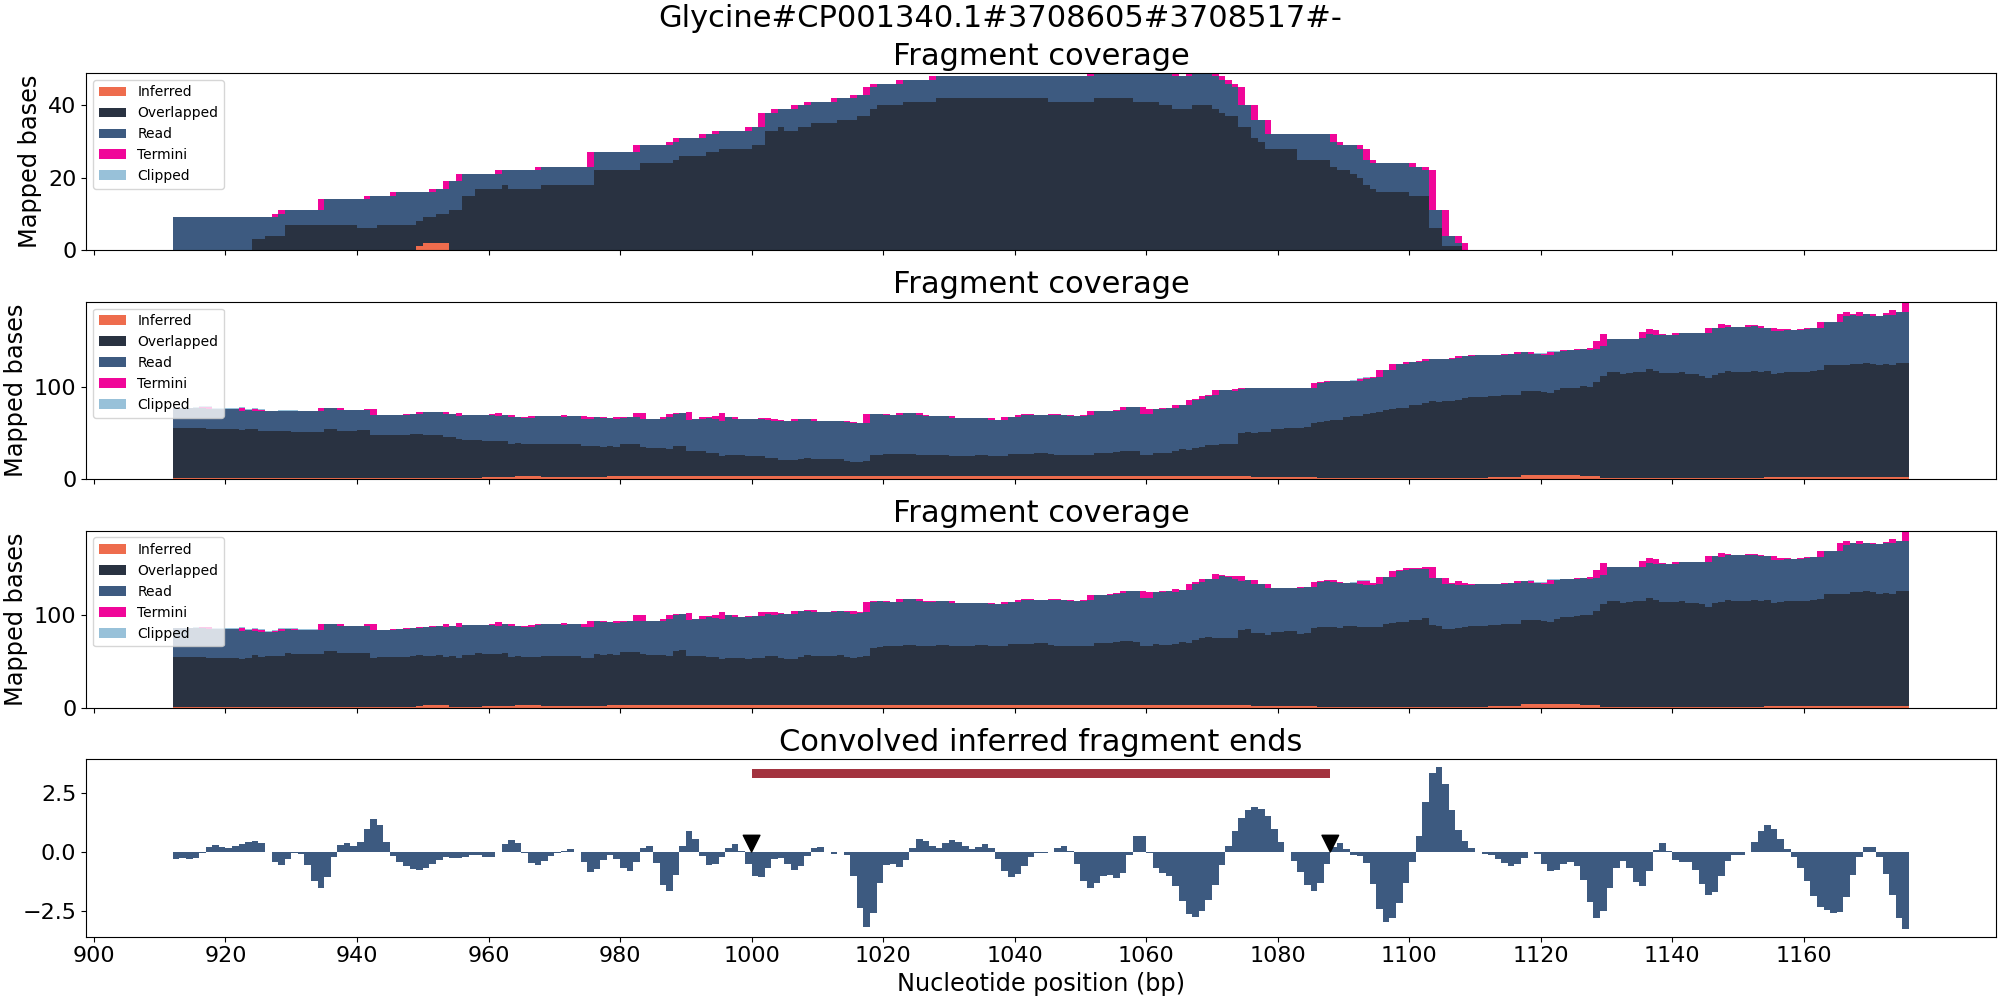 Glycine#CP001340.1#3708605#3708517#-
Fragment coverage
Mapped bases
40
20
0
Inferred
Overlapped
Read
Termini
Clipped
Fragment coverage
Mapped bases
100
0
Inferred
Overlapped
Read
Termini
Clipped
Fragment coverage
Mapped bases
100
0
Inferred
Overlapped
Read
Termini
Clipped
Convolved inferred fragment ends
2.5
0.0
−2.5
900 920 940 960 980 1000 1020 1040 1060 1080 1100 1120 1140 1160
Nucleotide position (bp)